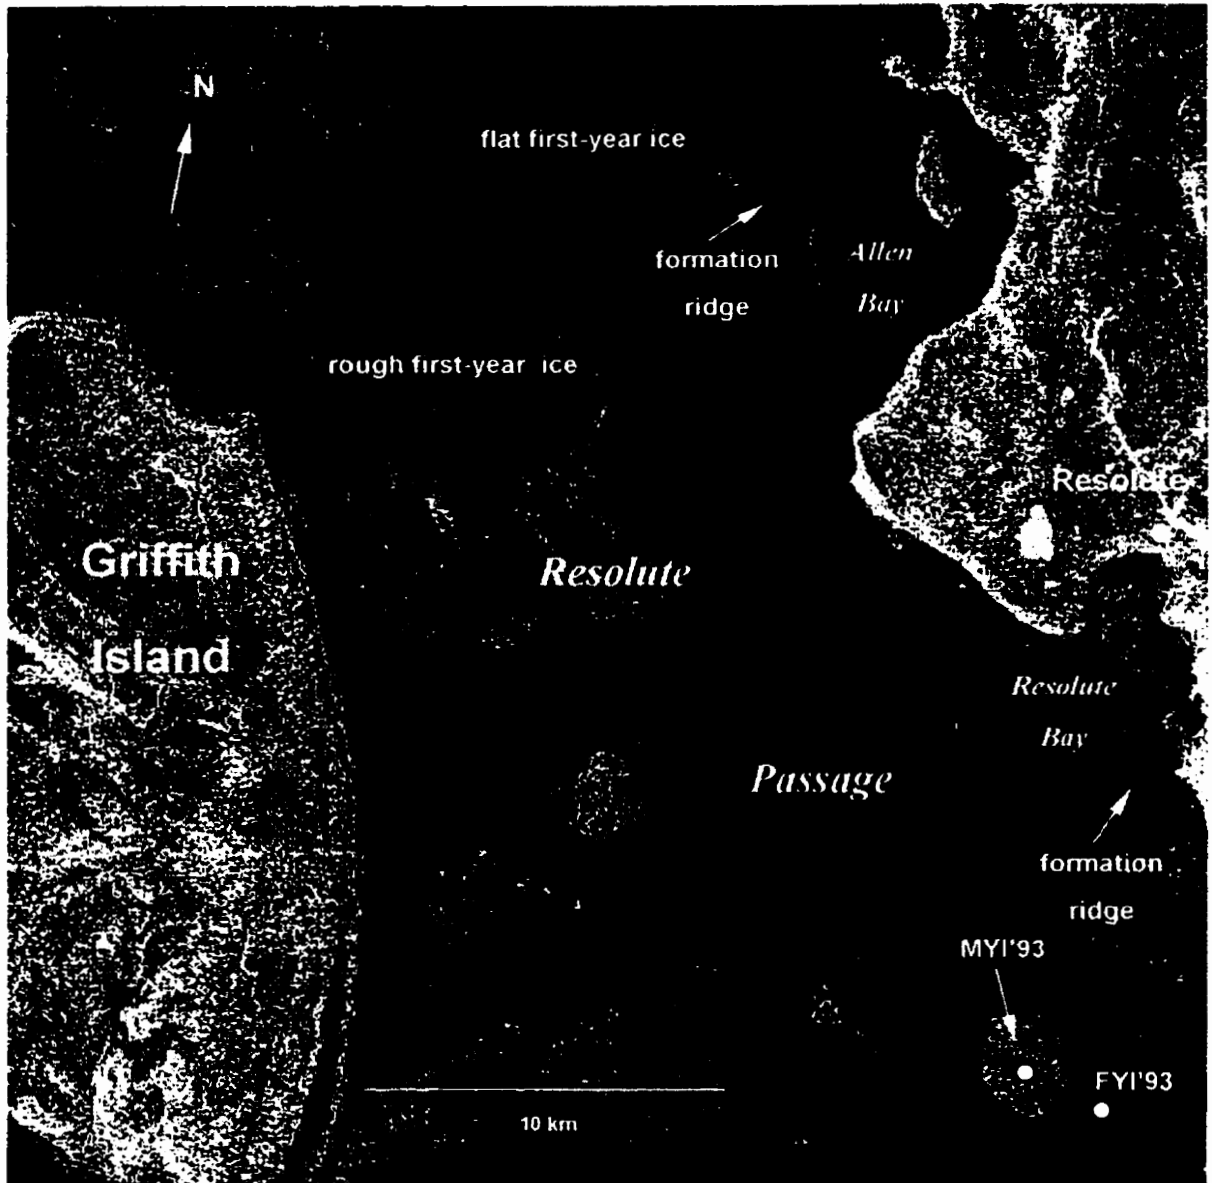 N
flat first-year ice
formation
ridge
Allen
Bay
rough first-year ice
Resolute
Griffith
Island
Resolute
Resolute
Bay
Passage
formation
ridge
MYI'93
FYI'93
10 km